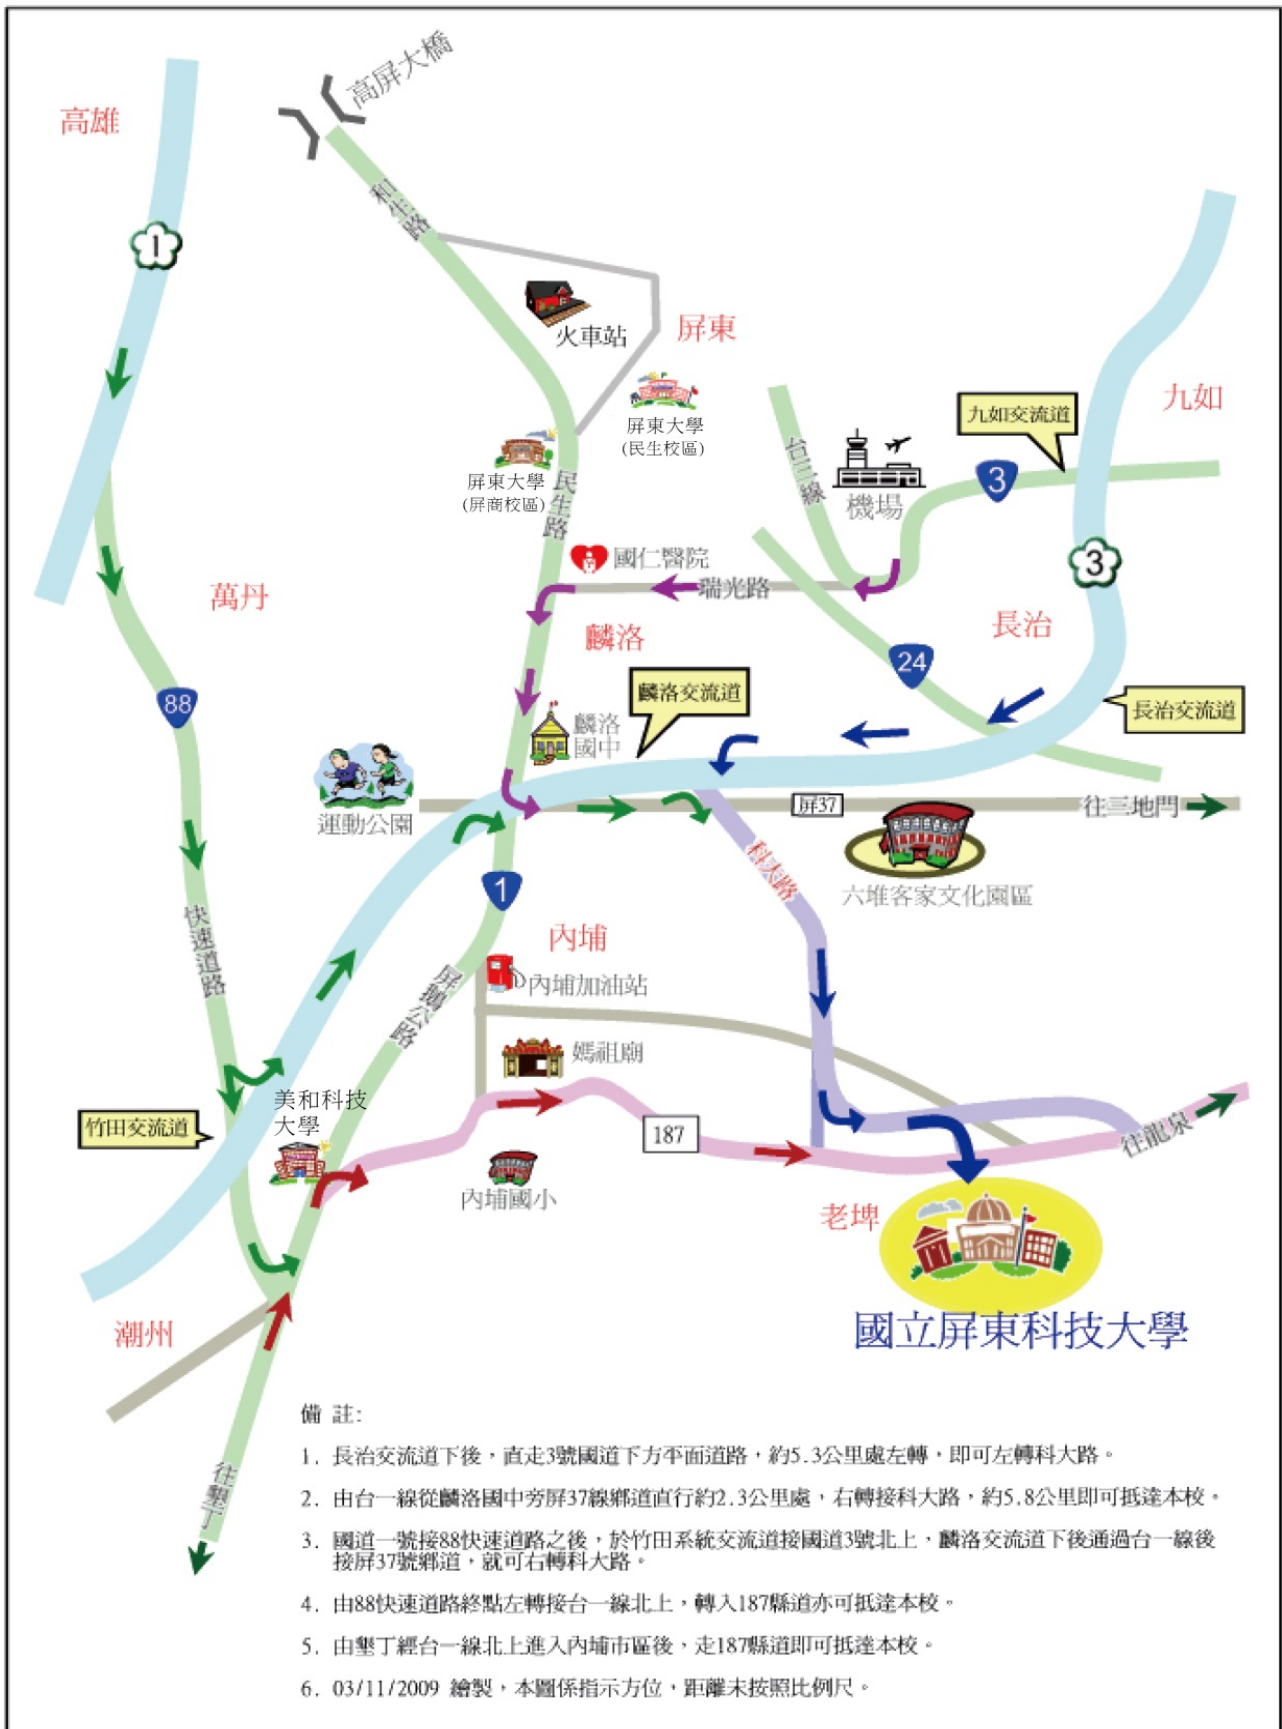 高屏大橋
高雄
和生路
1
火車站
屏東
九如
九如交流道
屏東大學
(民生校區)
屏東大學
(屏商校區)
民生路
台三線
機場
3
3
國仁醫院
瑞光路
萬丹
麟洛
長治
24
88
麟洛交流道
長治交流道
麟洛
國中
運動公園
屏37
往三地門
科大路
六堆客家文化園區
1
快速道路
內埔
屏鵝公路
內埔加油站
媽祖廟
美和科技
大學
竹田交流道
187
往龍泉
內埔國小
老埤
潮州
國立屏東科技大學
往墾丁
備 註:
1. 長治交流道下後，直走3號國道下方平面道路，約5.3公里處左轉，即可左轉科大路。
2. 由台一線從麟洛國中旁屏37線鄉道直行約2.3公里處，右轉接科大路，約5.8公里即可抵達本校。
3. 國道一號接88快速道路之後，於竹田系統交流道接國道3號北上，麟洛交流道下後通過台一線後
接屏37號鄉道，就可右轉科大路。
4. 由88快速道路終點左轉接台一線北上，轉入187縣道亦可抵達本校。
5. 由墾丁經台一線北上進入內埔市區後，走187縣道即可抵達本校。
6. 03/11/2009 繪製，本圖係指示方位，距離未按照比例尺。